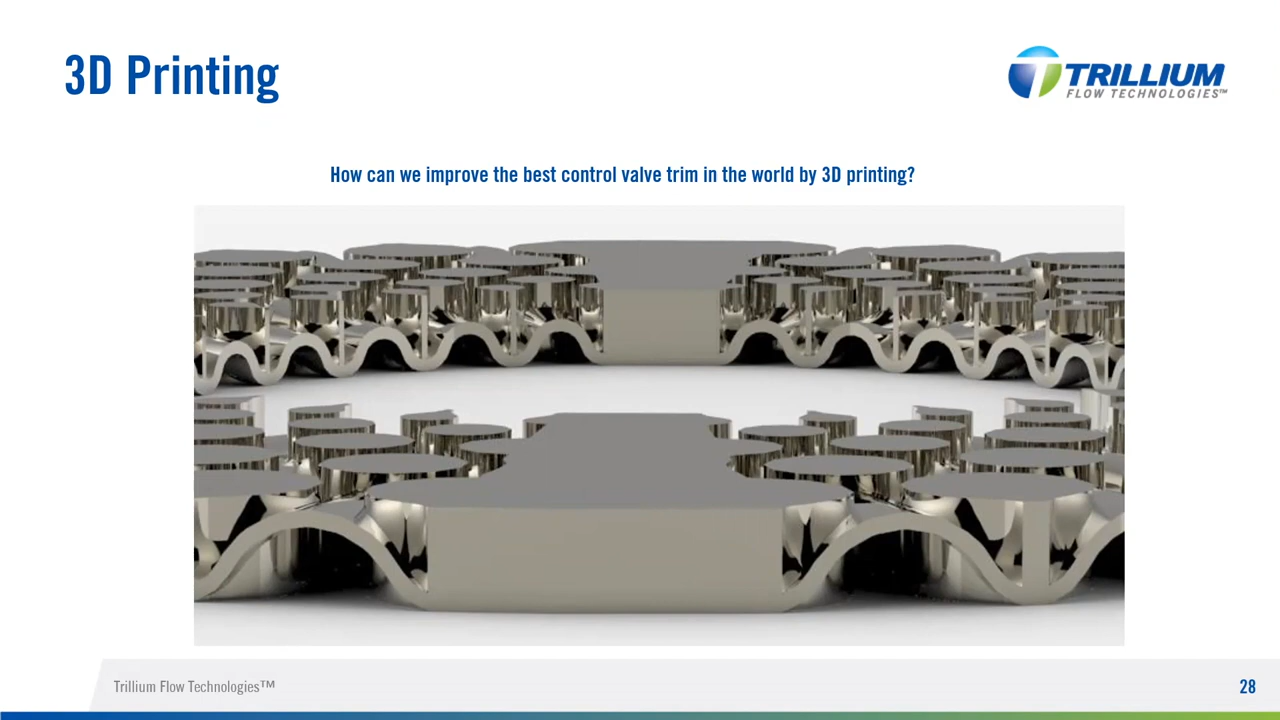 3D Printing
TRILLIUM
FLOW TECHNOLOGIES™
How can we improve the best control valve trim in the world by 3D printing?
Trillium Flow Technologies™
28